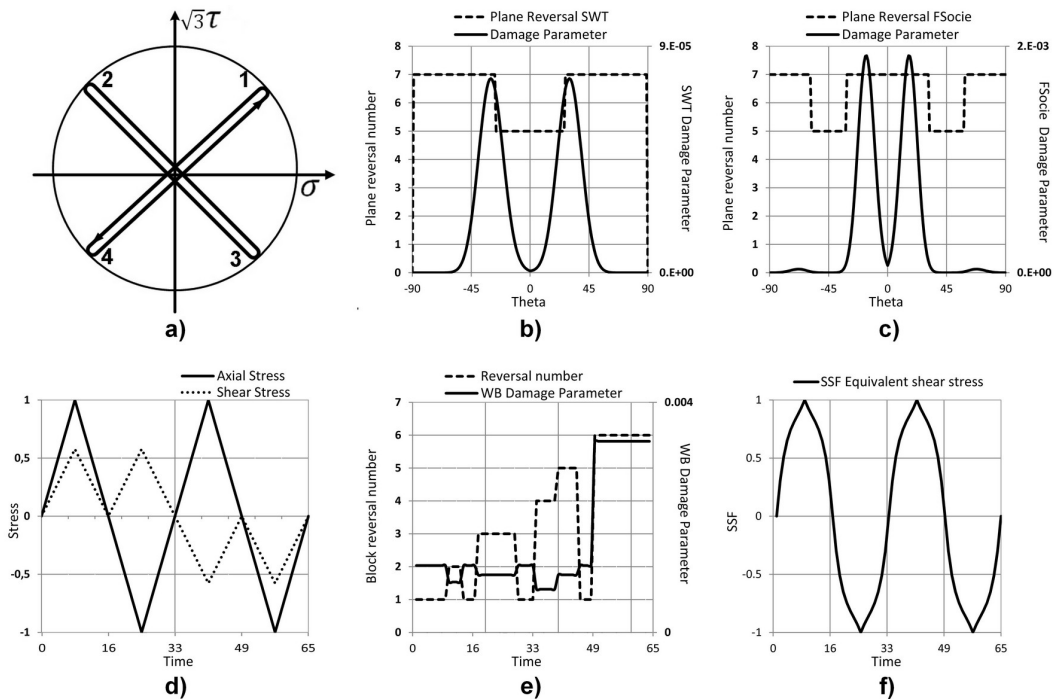 √3τ
2
1
σ
4
3
a)
Plane Reversal SWT
Damage Parameter
8
7
6
5
4
3
2
1
0
Plane reversal number
9.E-05
0.E+00
SWT Damage Parameter
-90
-45
0
45
90
Theta
b)
Plane Reversal FSocie
Damage Parameter
8
7
6
5
4
3
2
1
0
Plane reversal number
2.E-03
0.E+00
FSocie Damage Parameter
-90
-45
0
45
90
Theta
c)
Axial Stress
Shear Stress
1
0,5
0
-0,5
-1
Stress
0
16
33
49
65
Time
d)
Reversal number
WB Damage Parameter
7
6
5
4
3
2
1
0
Block reversal number
0.004
0
WB Damage Parameter
0
16
33
49
65
Time
e)
SSF Equivalent shear stress
1
0,5
0
-0,5
-1
SSF
0
16
33
49
65
Time
f)